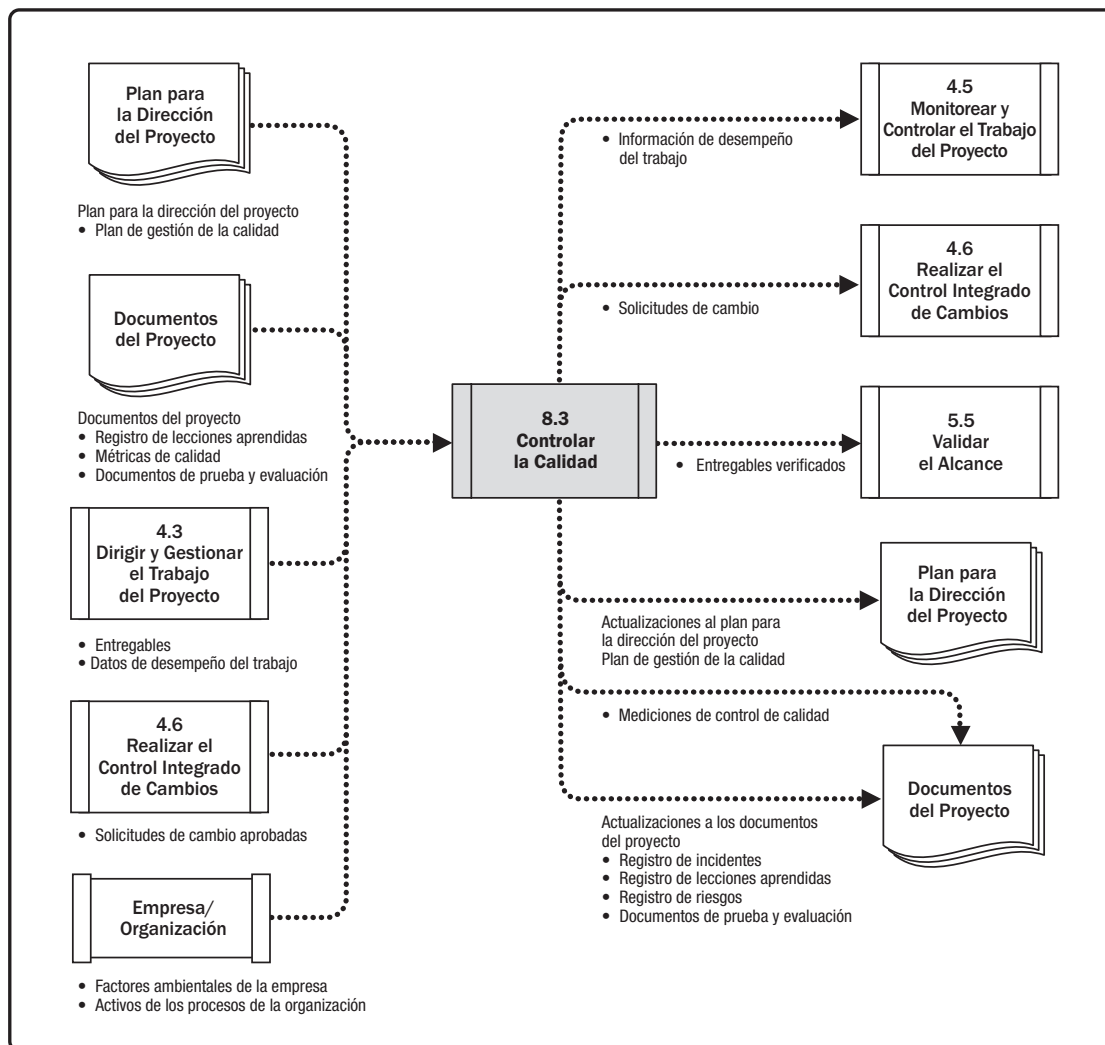 Plan para
la Dirección
del Proyecto
Plan para la dirección del proyecto
• Plan de gestión de la calidad
Documentos
del Proyecto
Documentos del proyecto
• Registro de lecciones aprendidas
• Métricas de calidad
• Documentos de prueba y evaluación
4.3
Dirigir y Gestionar
el Trabajo
del Proyecto
• Entregables
• Datos de desempeño del trabajo
4.6
Realizar el
Control Integrado
de Cambios
• Solicitudes de cambio aprobadas
Empresa/
Organización
• Factores ambientales de la empresa
• Activos de los procesos de la organización
8.3
Controlar
la Calidad
• Información de desempeño
del trabajo
4.5
Monitorear y
Controlar el Trabajo
del Proyecto
• Solicitudes de cambio
4.6
Realizar el
Control Integrado
de Cambios
• Entregables verificados
5.5
Validar
el Alcance
Actualizaciones al plan para
la dirección del proyecto
Plan de gestión de la calidad
Plan para
la Dirección
del Proyecto
• Mediciones de control de calidad
Documentos
del Proyecto
Actualizaciones a los documentos
del proyecto
• Registro de incidentes
• Registro de lecciones aprendidas
• Registro de riesgos
• Documentos de prueba y evaluación